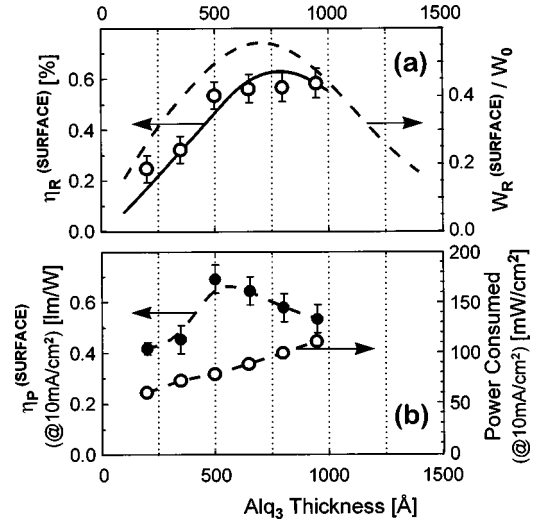 0 500 1000 1500
(a)
η_R (SURFACE) [%]
0.6
0.4
0.2
0.0
W_R (SURFACE) / W_0
0.4
0.2
0.0
(b)
η_P (SURFACE)
(@10mA/cm²) [lm/W]
0.6
0.4
0.2
0.0
Power Consumed
(@10mA/cm²) [mW/cm²]
200
150
100
50
0
0 500 1000 1500
Alq₃ Thickness [Å]